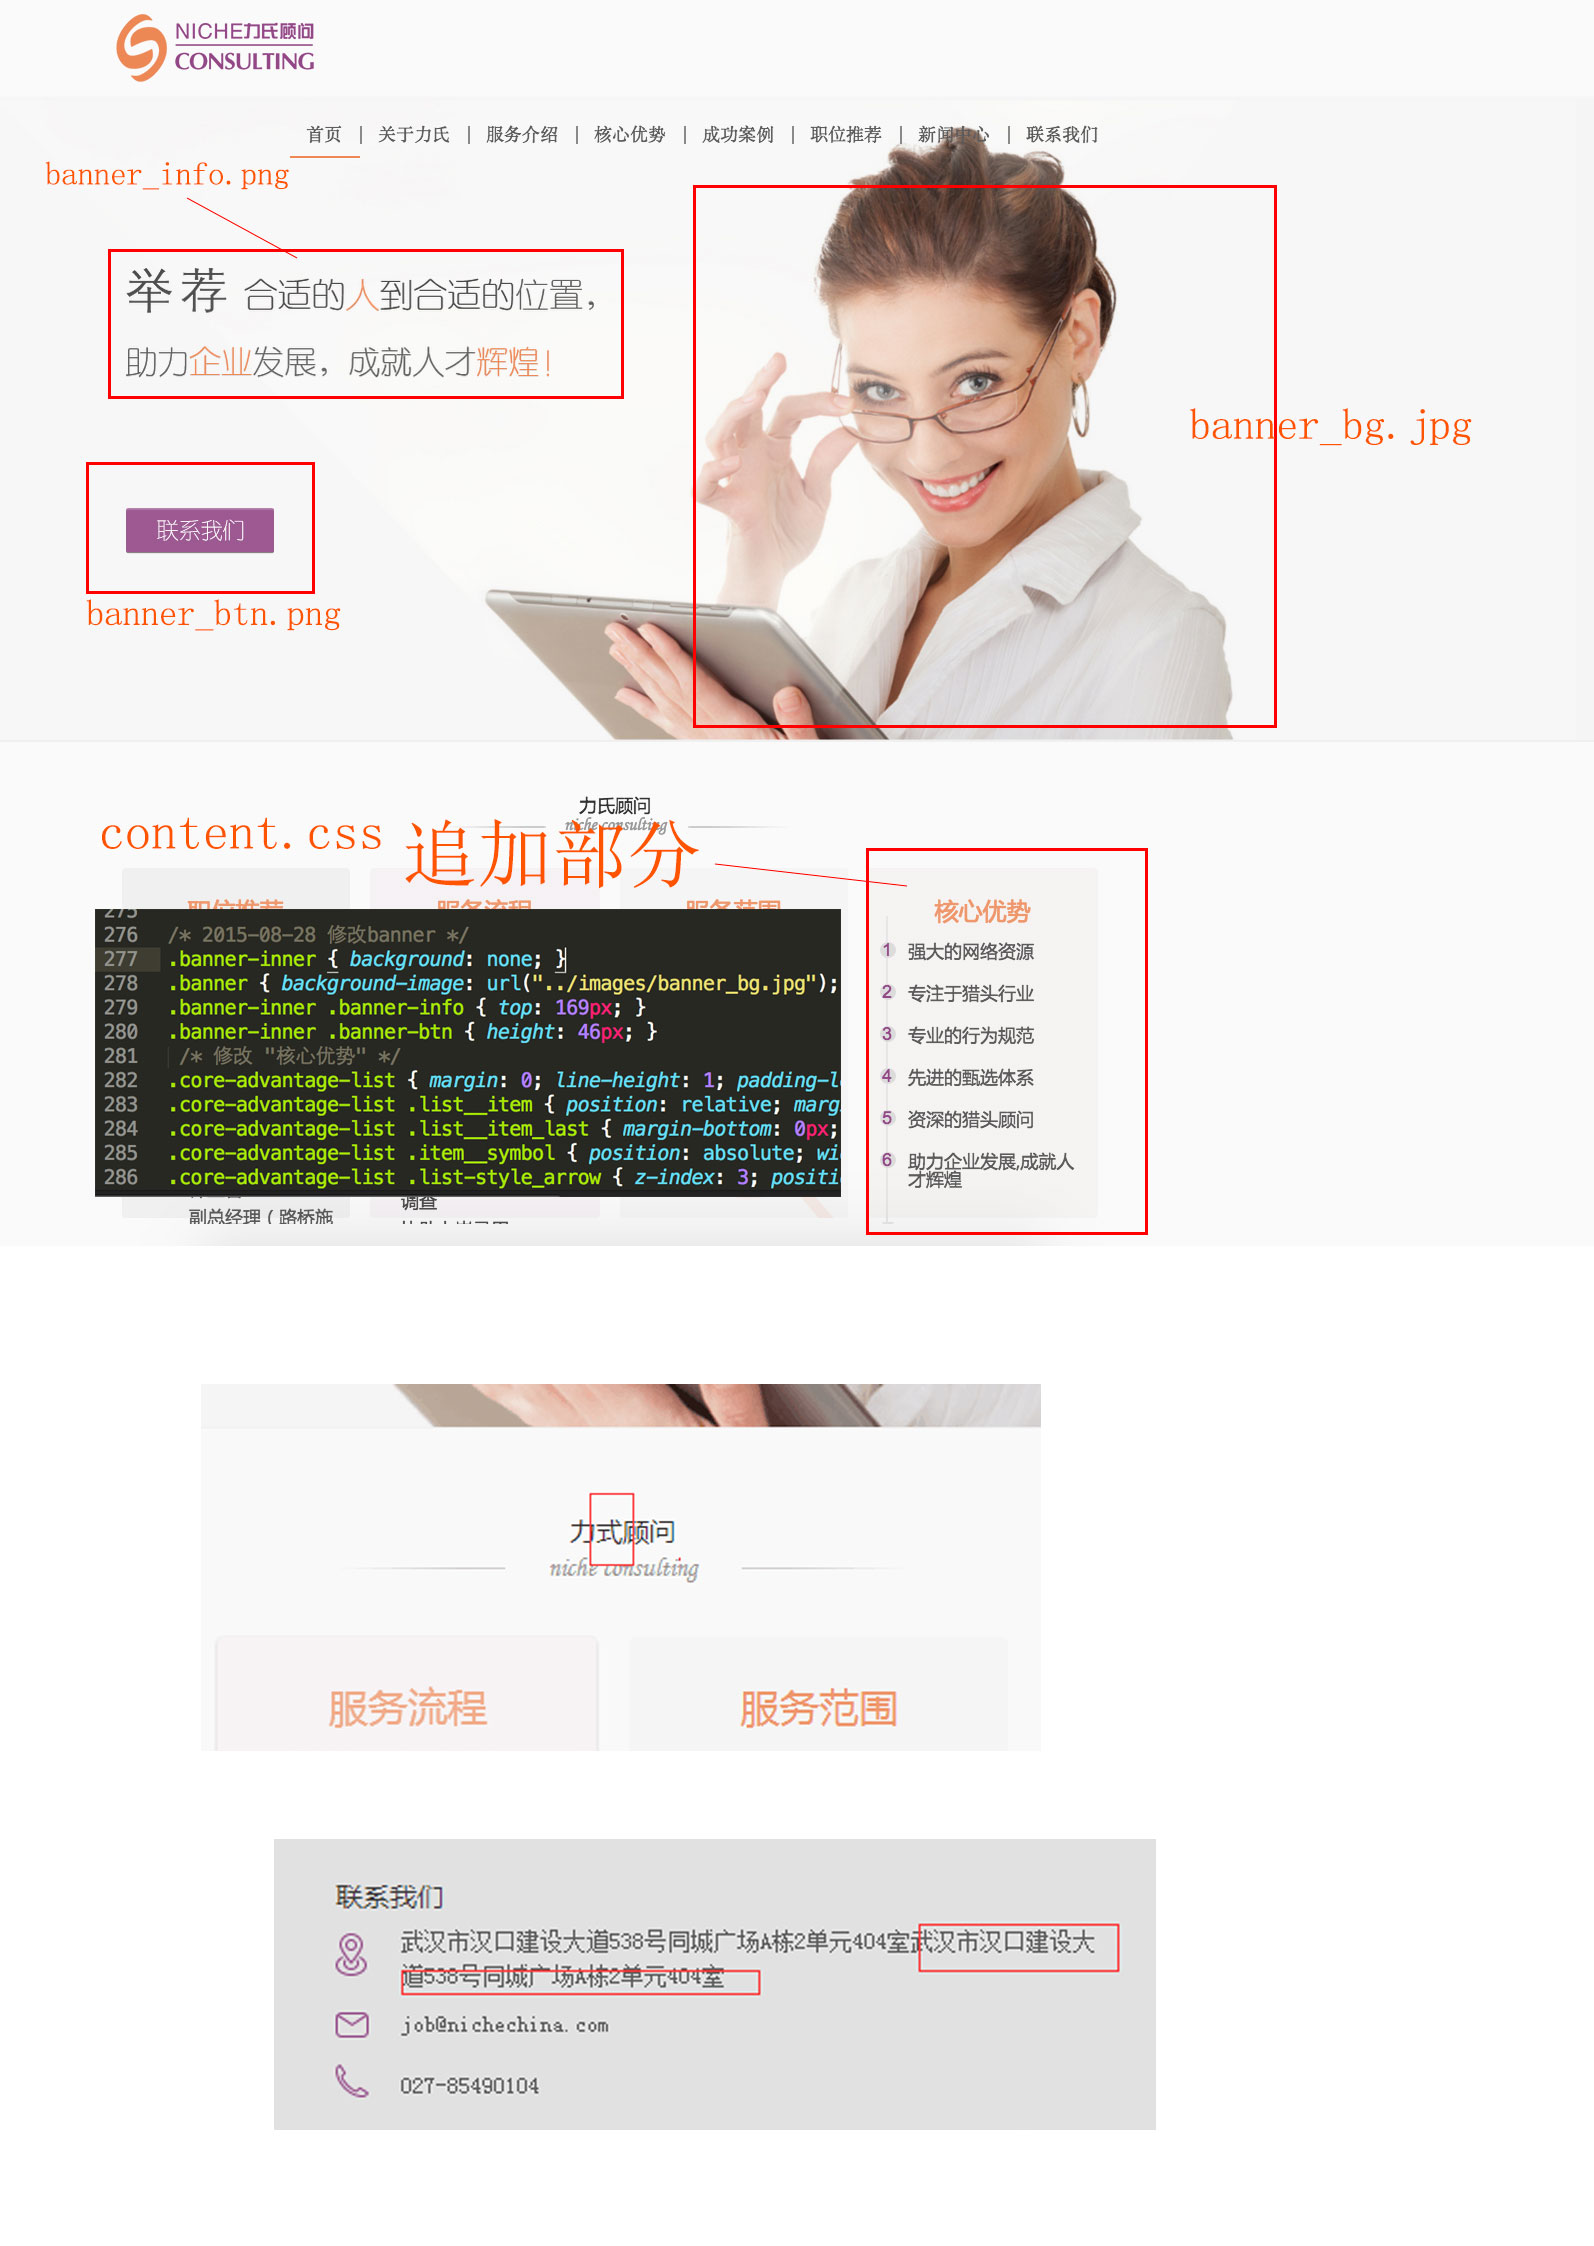 NICHE力氏顾问
CONSULTING
首页 | 关于力氏 | 服务介绍 | 核心优势 | 成功案例 | 职位推荐 | 新闻中心 | 联系我们
banner_info.png
举荐 合适的人到合适的位置，
助力企业发展，成就人才辉煌！
banner_bg.jpg
联系我们
banner_btn.png
力氏顾问
niche consulting
content.css 追加部分
职位推荐 服务流程 服务范围
核心优势
1 强大的网络资源
2 专注于猎头行业
3 专业的行为规范
4 先进的甄选体系
5 资深的猎头顾问
6 助力企业发展,成就人
才辉煌
275
276 /* 2015-08-28 修改banner */
277 .banner-inner { background: none; }
278 .banner { background-image: url("../images/banner_bg.jpg");
279 .banner-inner .banner-info { top: 169px; }
280 .banner-inner .banner-btn { height: 46px; }
281 /* 修改 "核心优势" */
282 .core-advantage-list { margin: 0; line-height: 1; padding-l
283 .core-advantage-list .list__item { position: relative; marg
284 .core-advantage-list .list__item_last { margin-bottom: 0px;
285 .core-advantage-list .item__symbol { position: absolute; wi
286 .core-advantage-list .list-style_arrow { z-index: 3; positi
调查
副总经理（路桥施
力式顾问
niche consulting
服务流程 服务范围
联系我们
武汉市汉口建设大道538号同城广场A栋2单元404室武汉市汉口建设大
道538号同城广场A栋2单元404室
job@nichechina.com
027-85490104